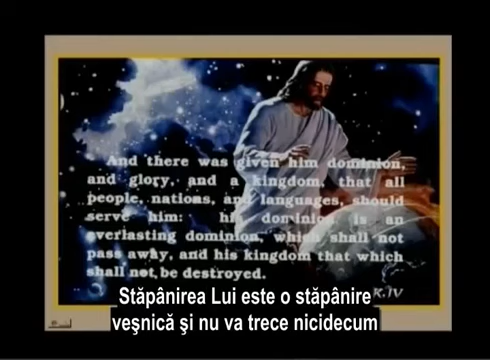 And there was given him dominion,
and glory, and a kingdom, that all
people, nations, and languages, should
serve him: his dominion is an
everlasting dominion, which shall not
pass away, and his kingdom that which
shall not be destroyed.
K.JV
Stăpânirea Lui este o stăpânire
veşnică şi nu va trece nicidecum